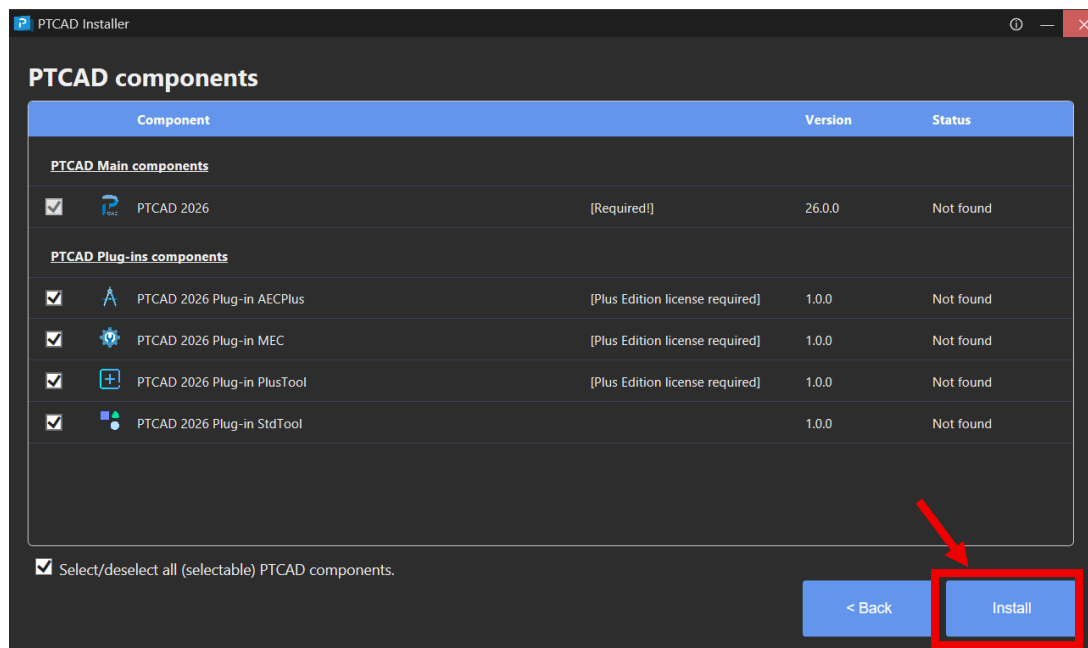 PTCAD Installer
PTCAD components
Component Version Status
PTCAD Main components
PTCAD 2026 [Required!] 26.0.0 Not found
PTCAD Plug-ins components
PTCAD 2026 Plug-in AECPlus [Plus Edition license required] 1.0.0 Not found
PTCAD 2026 Plug-in MEC [Plus Edition license required] 1.0.0 Not found
PTCAD 2026 Plug-in PlusTool [Plus Edition license required] 1.0.0 Not found
PTCAD 2026 Plug-in StdTool 1.0.0 Not found
Select/deselect all (selectable) PTCAD components.
< Back Install